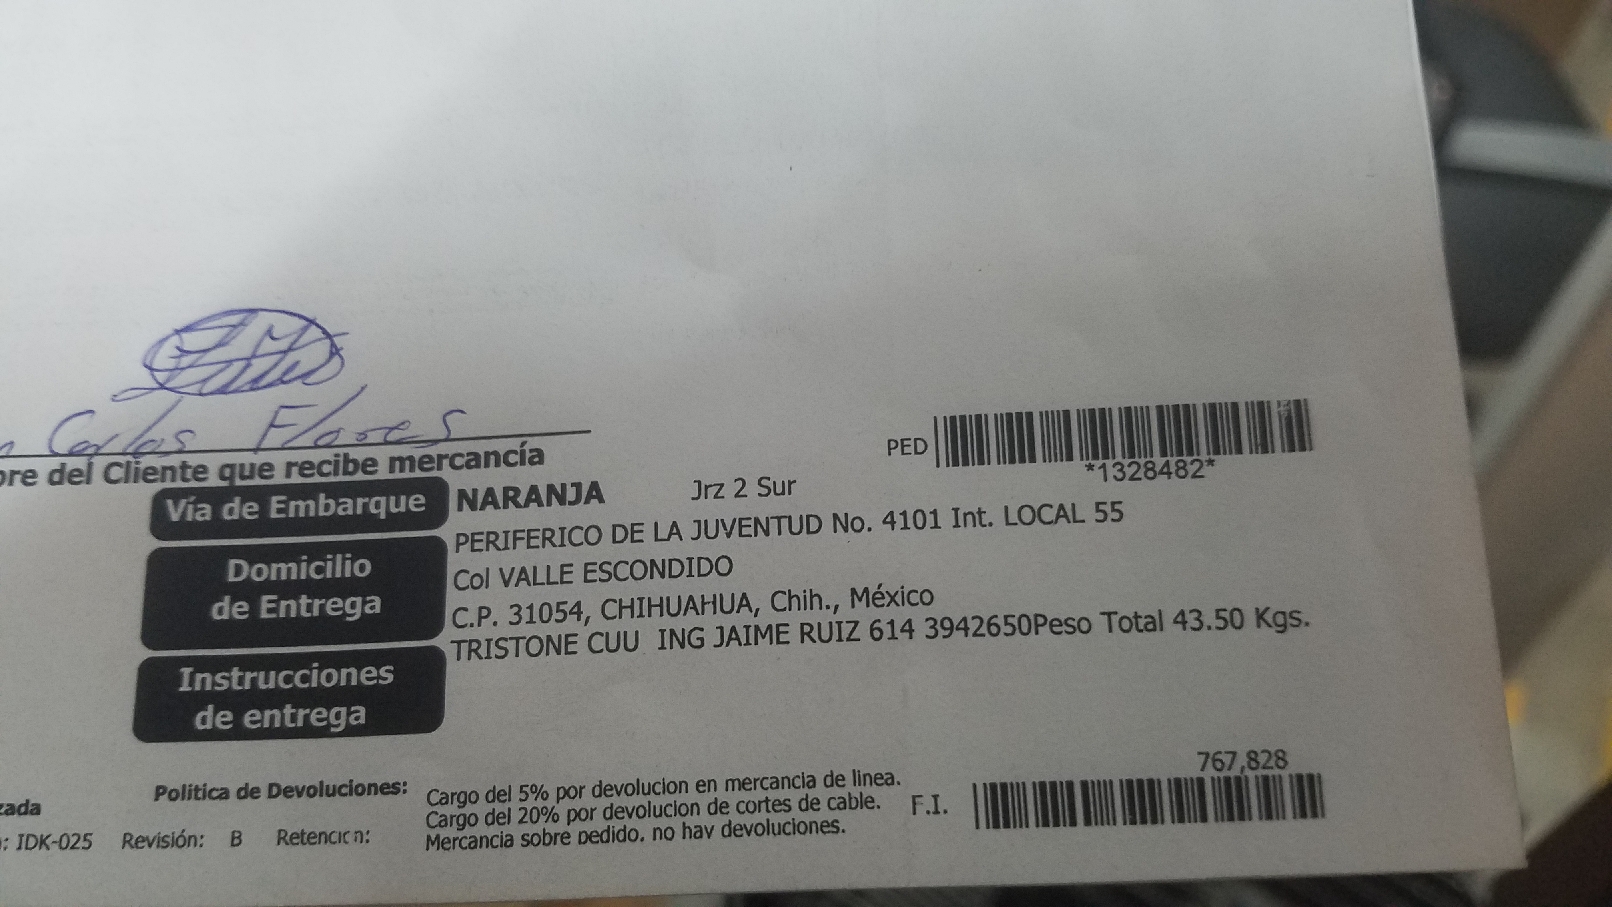 Carlos Flores
bre del Cliente que recibe mercancía
PED
*1328482*
Vía de Embarque NARANJA Jrz 2 Sur
Domicilio de Entrega
PERIFERICO DE LA JUVENTUD No. 4101 Int. LOCAL 55
Col VALLE ESCONDIDO
C.P. 31054, CHIHUAHUA, Chih., México
Instrucciones de entrega
TRISTONE CUU ING JAIME RUIZ 614 3942650Peso Total 43.50 Kgs.
767,828
F.I.
Politica de Devoluciones: Cargo del 5% por devolucion en mercancia de linea.
Cargo del 20% por devolucion de cortes de cable.
Mercancia sobre pedido, no hay devoluciones.
zada
: IDK-025 Revisión: B Retención: